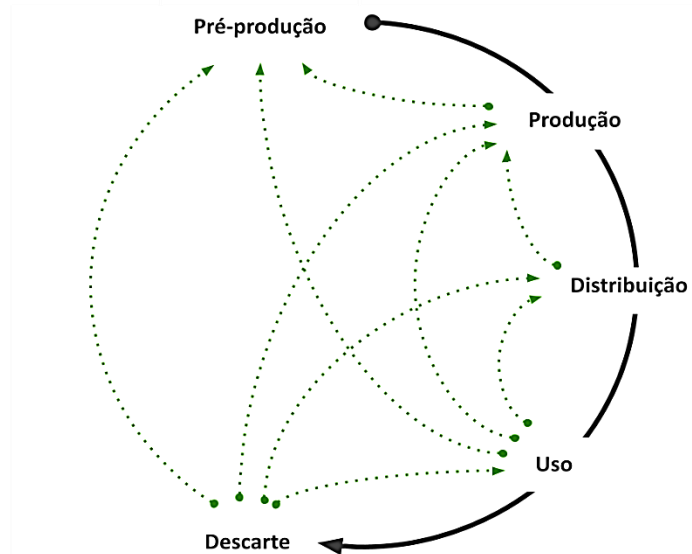 Pré-produção
Produção
Distribuição
Uso
Descarte